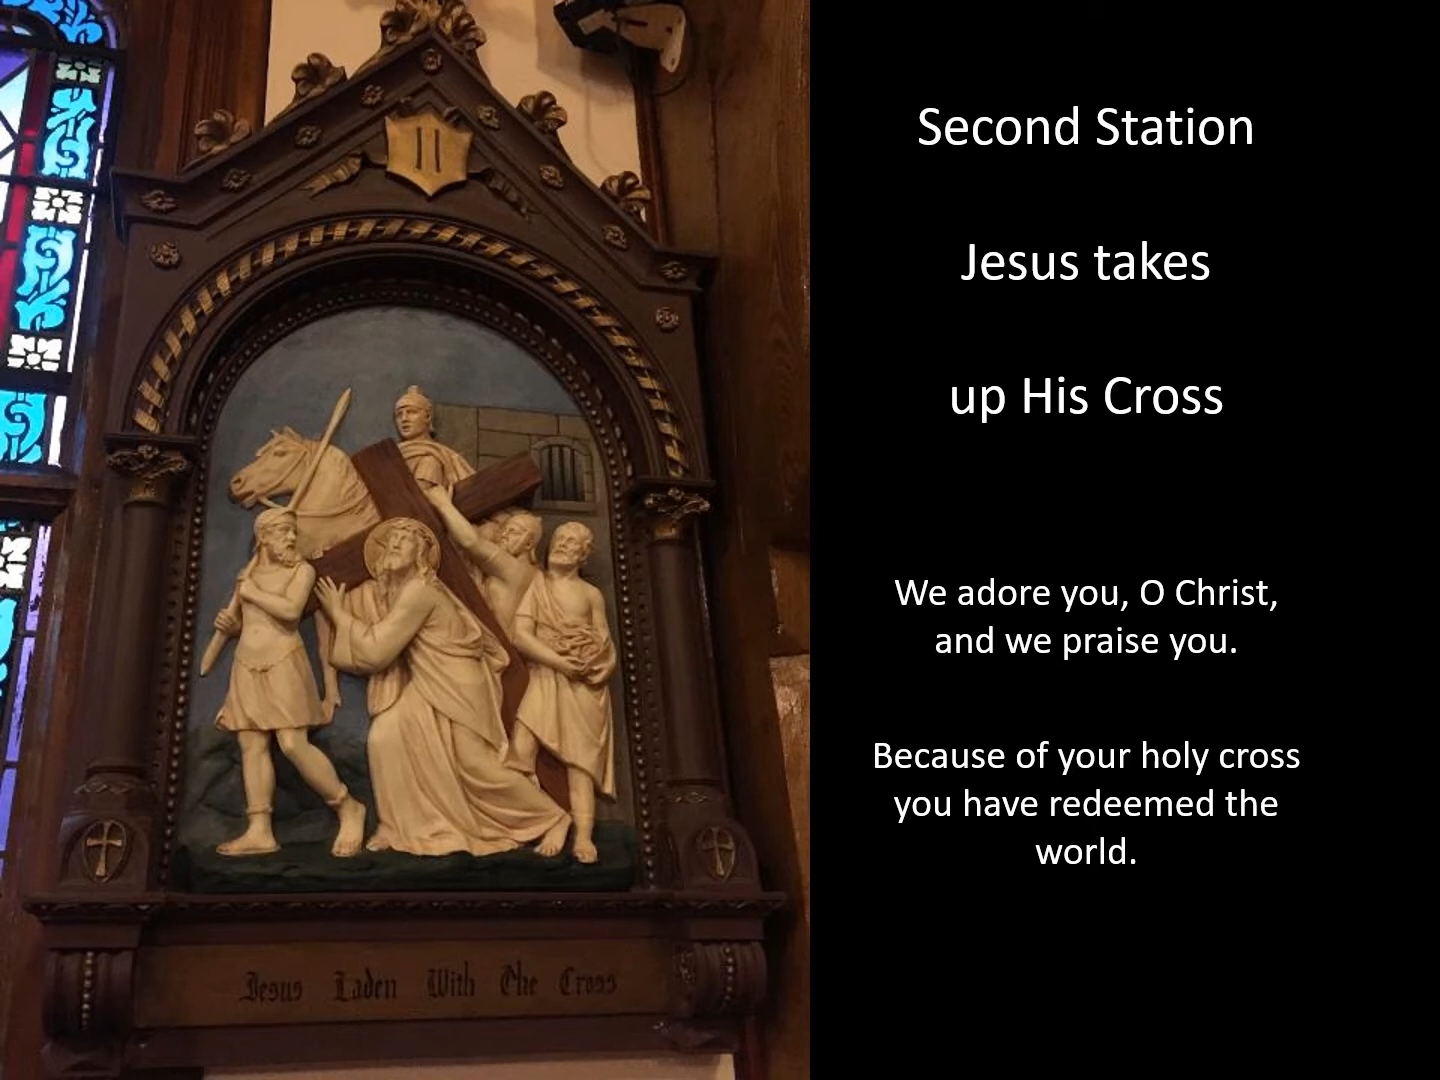 II
Jesus Laden With The Cross
Second Station
Jesus takes
up His Cross
We adore you, O Christ,
and we praise you.
Because of your holy cross
you have redeemed the
world.